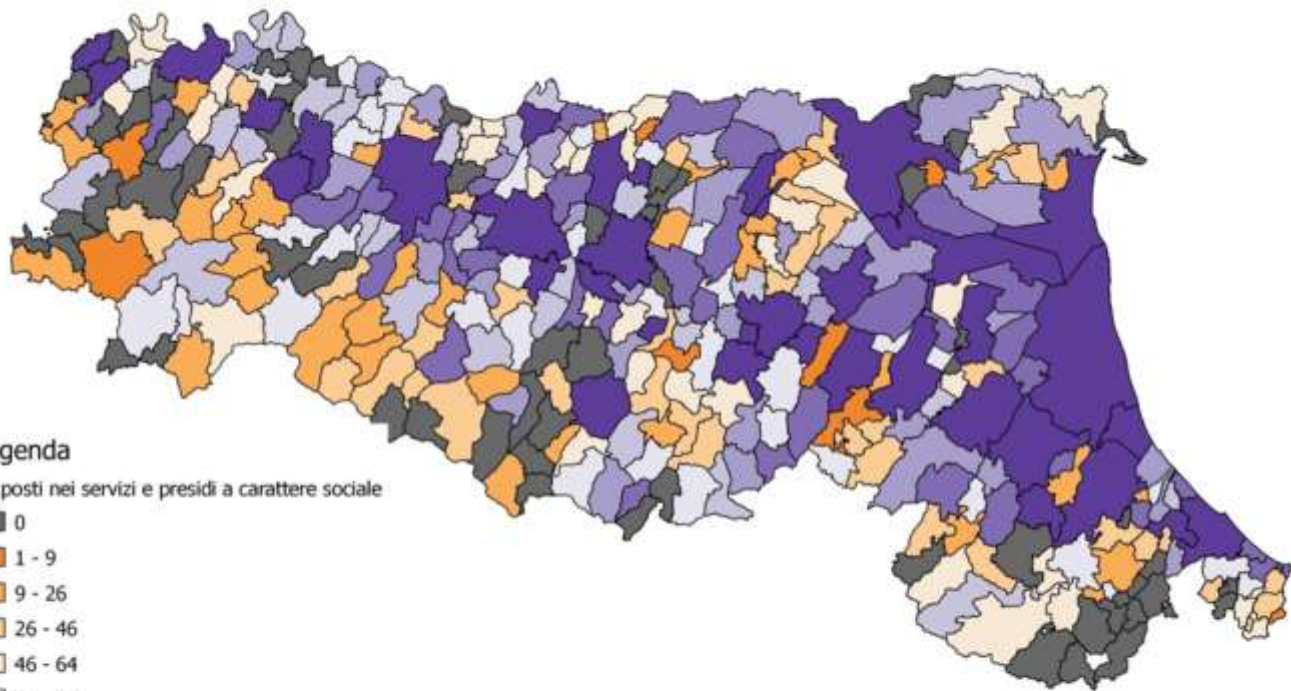 genda
posti nei servizi e presidi a carattere sociale
0
1 - 9
9 - 26
26 - 46
46 - 64